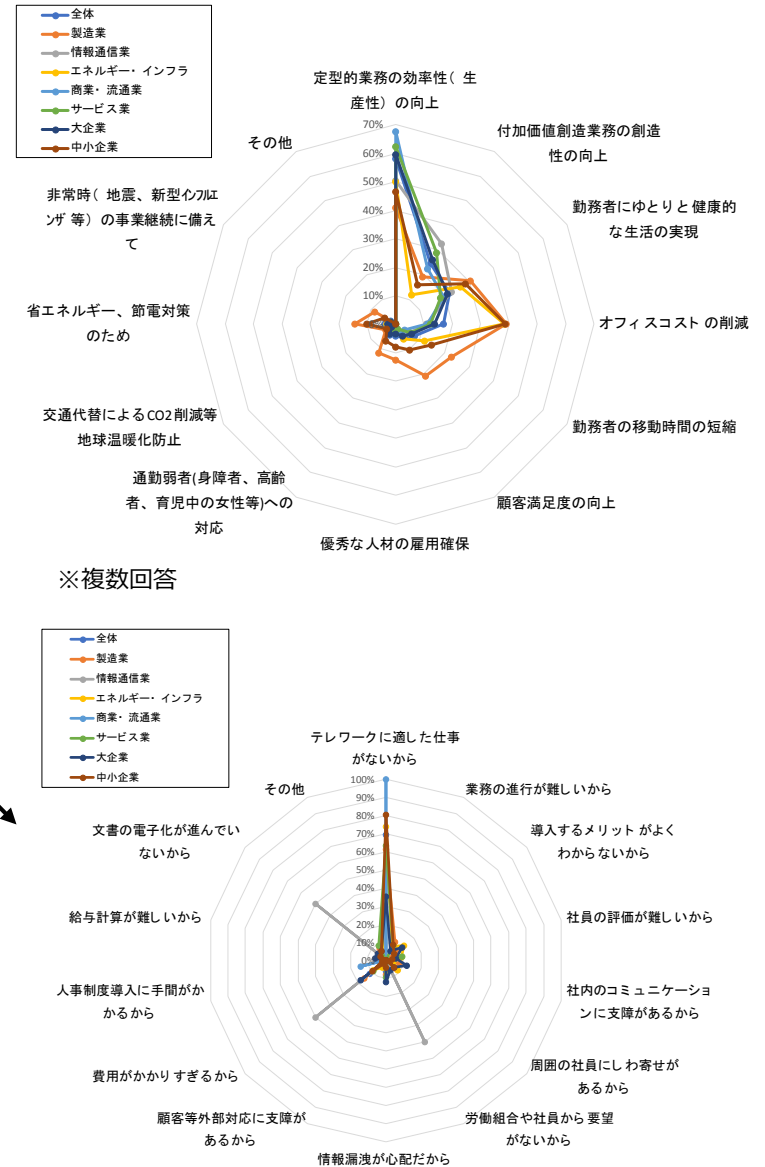 全体
製造業
情報通信業
エネルギー・インフラ
商業・流通業
サービス業
大企業
中小企業
定型的業務の効率性( 生
産性) の向上
付加価値創造業務の創造
性の向上
勤務者にゆとりと健康的
な生活の実現
オフィスコストの削減
勤務者の移動時間の短縮
顧客満足度の向上
優秀な人材の雇用確保
通勤弱者(身障者、高齢
者、育児中の女性等)への
対応
交通代替によるCO2削減等
地球温暖化防止
省エネルギー、節電対策
のため
非常時( 地震、新型インフルエ
ンザ 等) の事業継続に備え
て
その他
70%
60%
50%
40%
30%
20%
10%
※複数回答
全体
製造業
情報通信業
エネルギー・インフラ
商業・流通業
サービス業
大企業
中小企業
テレワークに適した仕事
がないから
業務の進行が難しいから
導入するメリットがよく
わからないから
社員の評価が難しいから
社内のコミュニケーショ
ンに支障があるから
周囲の社員にしわ寄せが
あるから
労働組合や社員から要望
がないから
情報漏洩が心配だから
顧客等外部対応に支障が
あるから
費用がかかりすぎるから
人事制度導入に手間がか
かるから
給与計算が難しいから
文書の電子化が進んでい
ないから
その他
100%
90%
80%
70%
60%
50%
40%
30%
20%
10%
0%